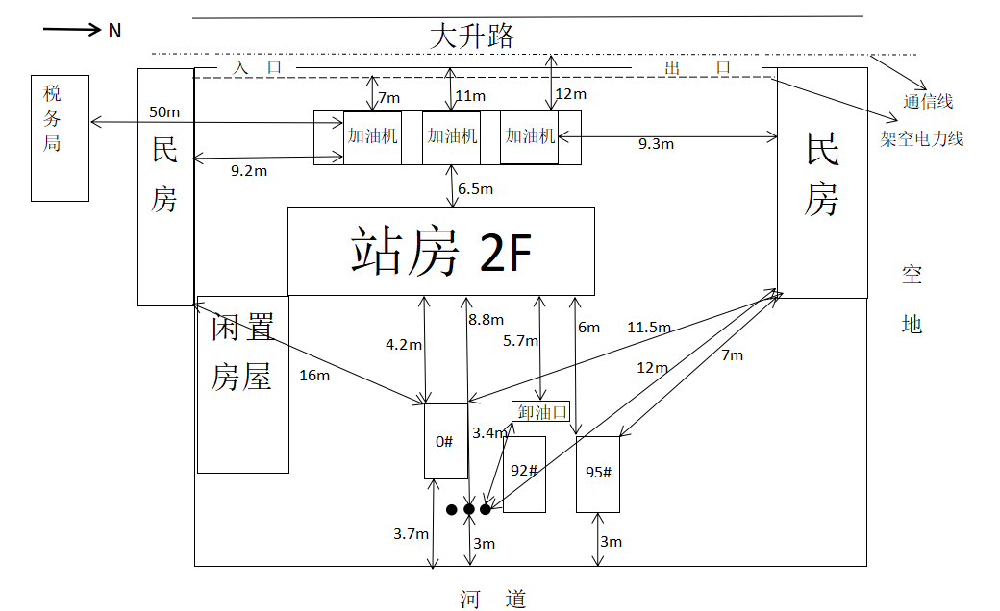 N
大升路
入 口
出 口
通信线
架空电力线
税务局
50m
民房
7m
11m
12m
加油机
加油机
加油机
9.2m
9.3m
民房
6.5m
站房 2F
空地
闲置
房屋
16m
4.2m
8.8m
5.7m
6m
11.5m
12m
7m
卸油口
3.4m
0#
92#
95#
3.7m
3m
3m
河 道